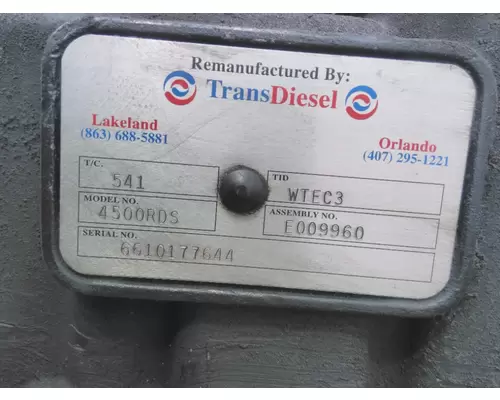 Remanufactured By:
TransDiesel
Lakeland
(863) 688-5881
Orlando
(407) 295-1221
T/C.
541
TID
WTEC3
MODEL NO.
4500RDS
ASSEMBLY NO.
E009960
SERIAL NO.
6610177644